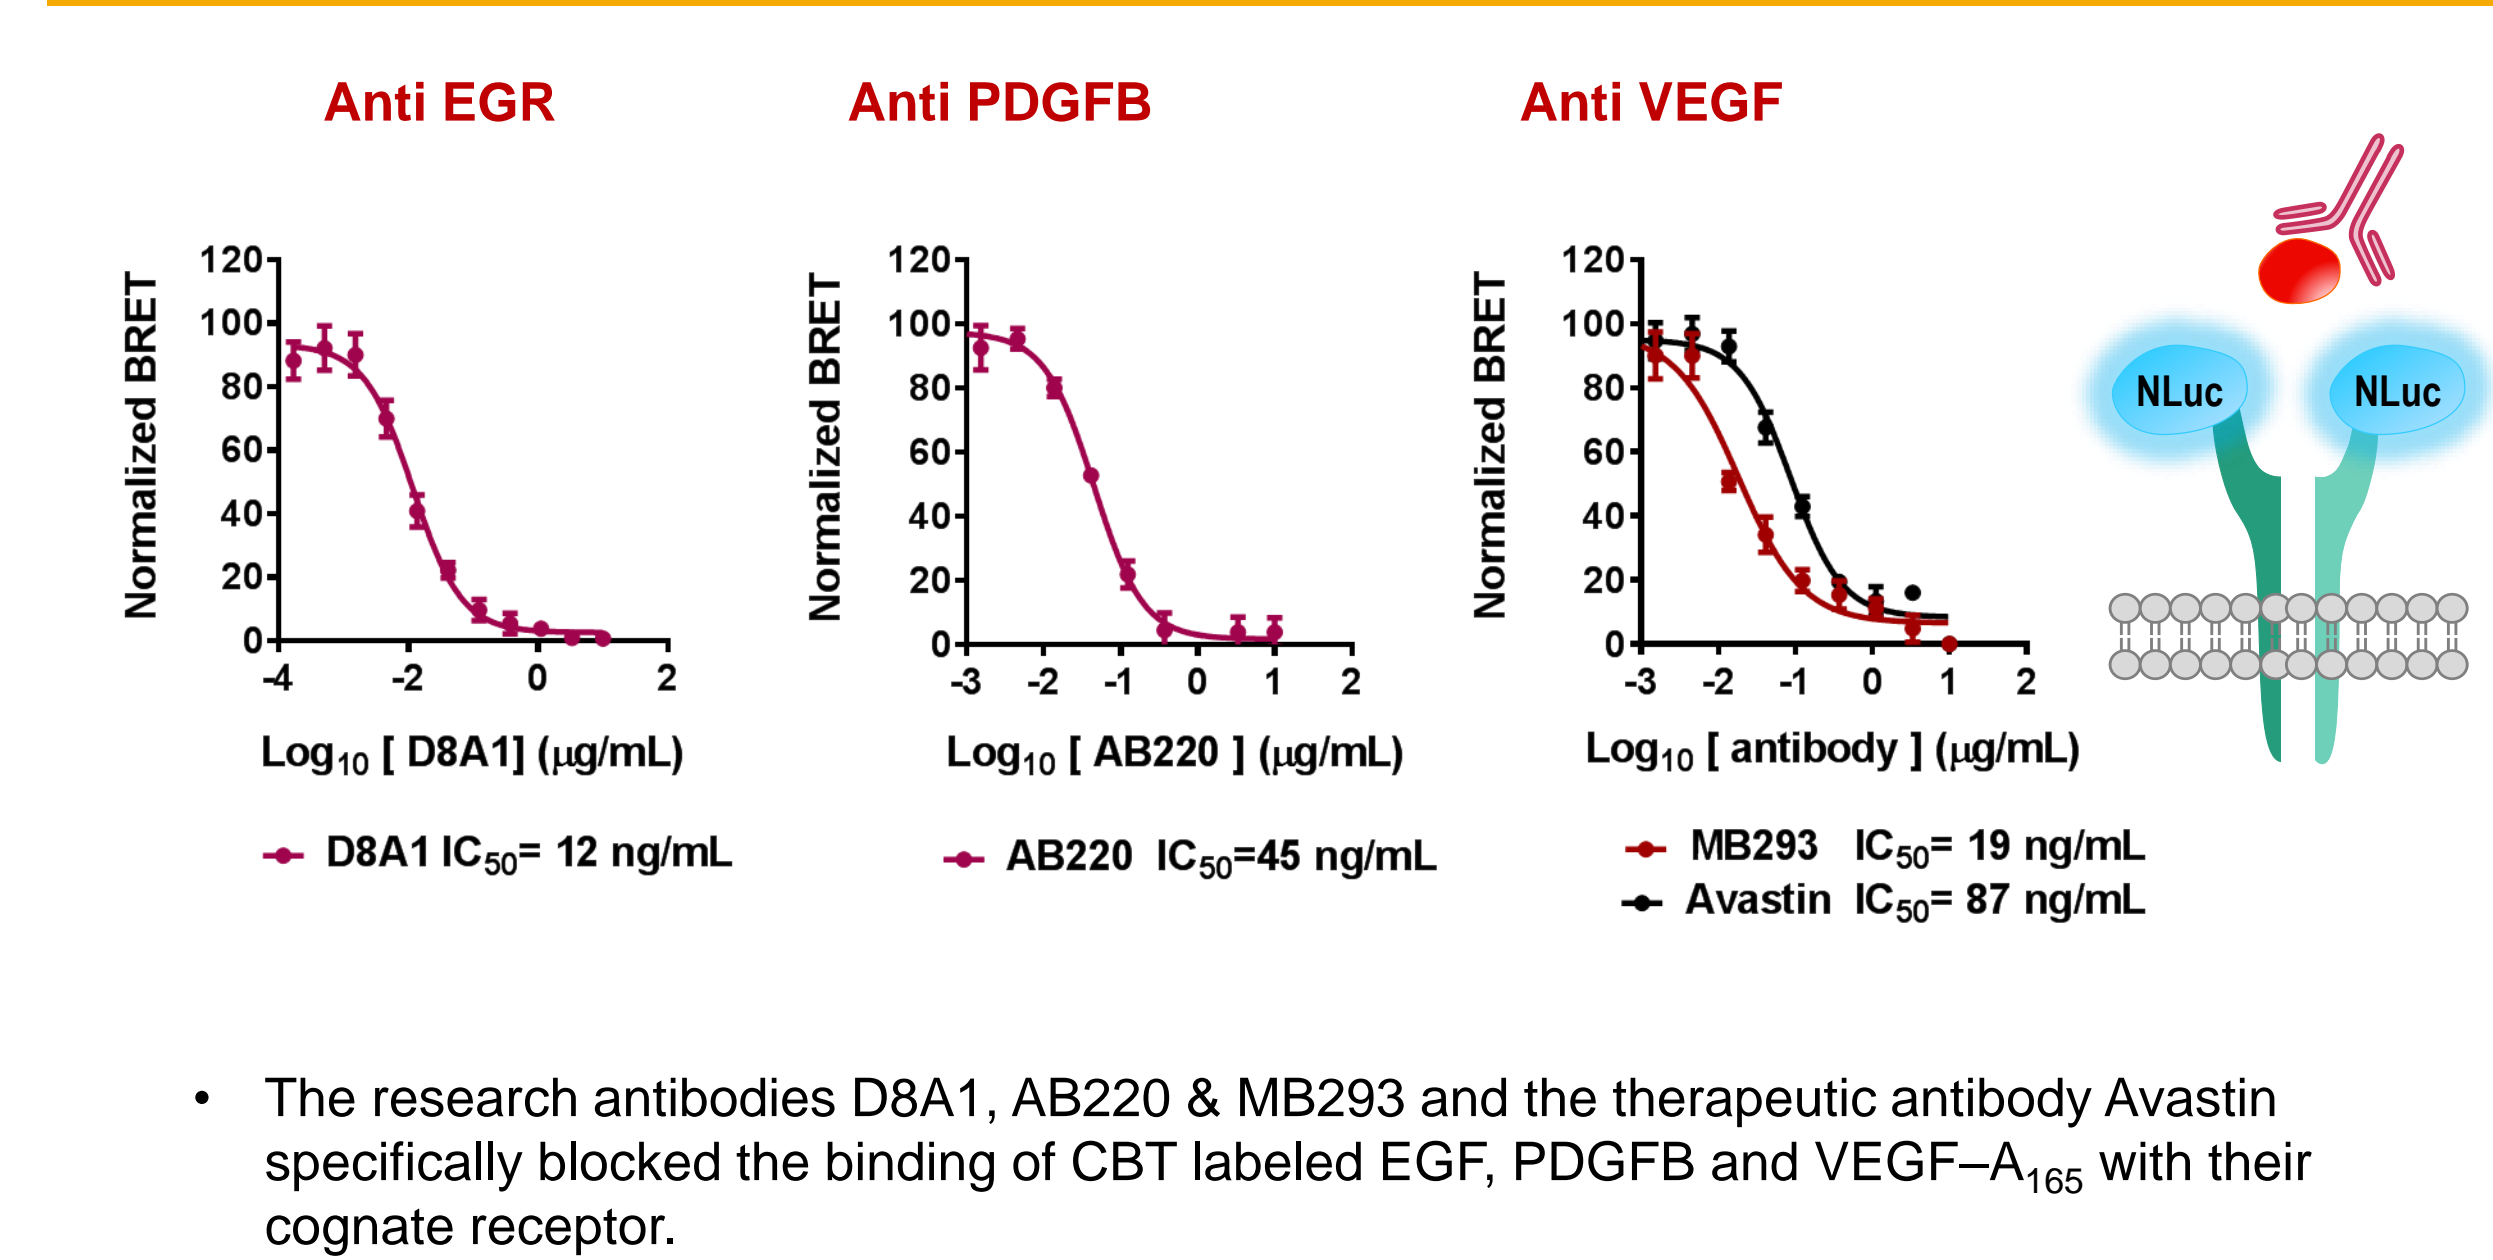 Anti EGR
Anti PDGFB
Anti VEGF
Normalized BRET
120
100
80
60
40
20
0
-4 -2 0 2
Log10 [ D8A1] (µg/mL)
D8A1 IC50= 12 ng/mL
Normalized BRET
120
100
80
60
40
20
0
-3 -2 -1 0 1 2
Log10 [ AB220 ] (µg/mL)
AB220 IC50=45 ng/mL
Normalized BRET
120
100
80
60
40
20
0
-3 -2 -1 0 1 2
Log10 [ antibody ] (µg/mL)
MB293 IC50= 19 ng/mL
Avastin IC50= 87 ng/mL
NLuc NLuc
• The research antibodies D8A1, AB220 & MB293 and the therapeutic antibody Avastin
specifically blocked the binding of CBT labeled EGF, PDGFB and VEGF–A165 with their
cognate receptor.